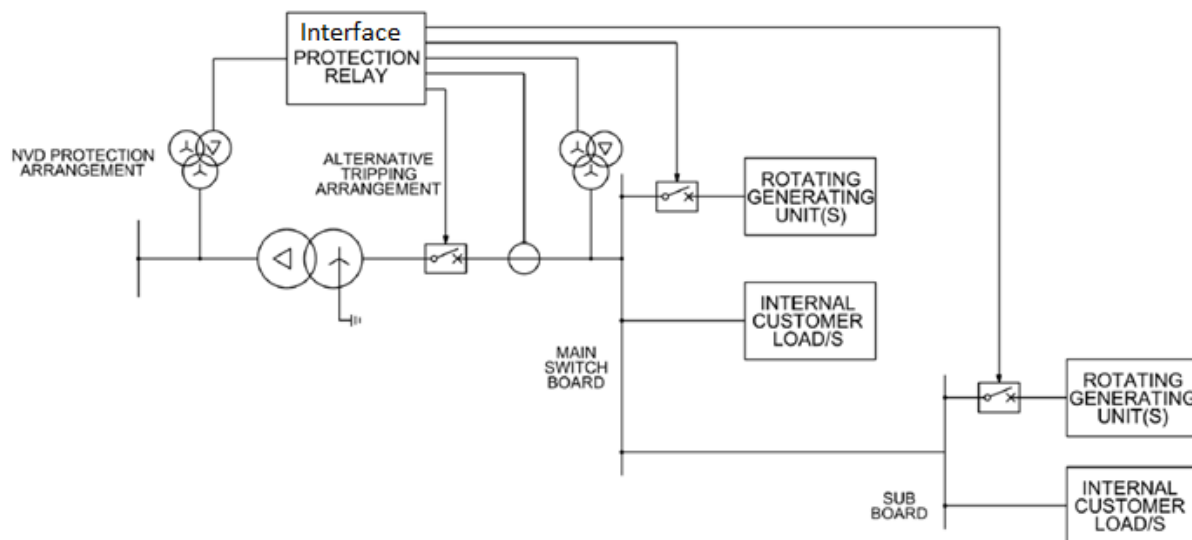 Interface
PROTECTION
RELAY
NVD PROTECTION
ARRANGEMENT
ALTERNATIVE
TRIPPING
ARRANGEMENT
ROTATING
GENERATING
UNIT(S)
INTERNAL
CUSTOMER
LOAD/S
MAIN
SWITCH
BOARD
ROTATING
GENERATING
UNIT(S)
SUB
BOARD
INTERNAL
CUSTOMER
LOAD/S